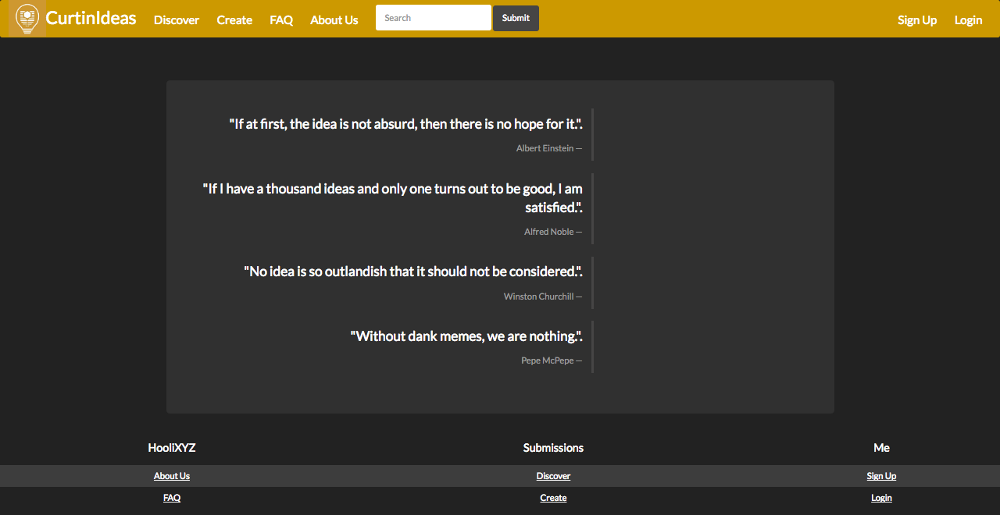 CurtinIdeas Discover Create FAQ About Us Search Submit Sign Up Login
"If at first, the idea is not absurd, then there is no hope for it.".
Albert Einstein —
"If I have a thousand ideas and only one turns out to be good, I am
satisfied.".
Alfred Noble —
"No idea is so outlandish that it should not be considered.".
Winston Churchill —
"Without dank memes, we are nothing.".
Pepe McPepe —
HooliXYZ Submissions Me
About Us Discover Sign Up
FAQ Create Login